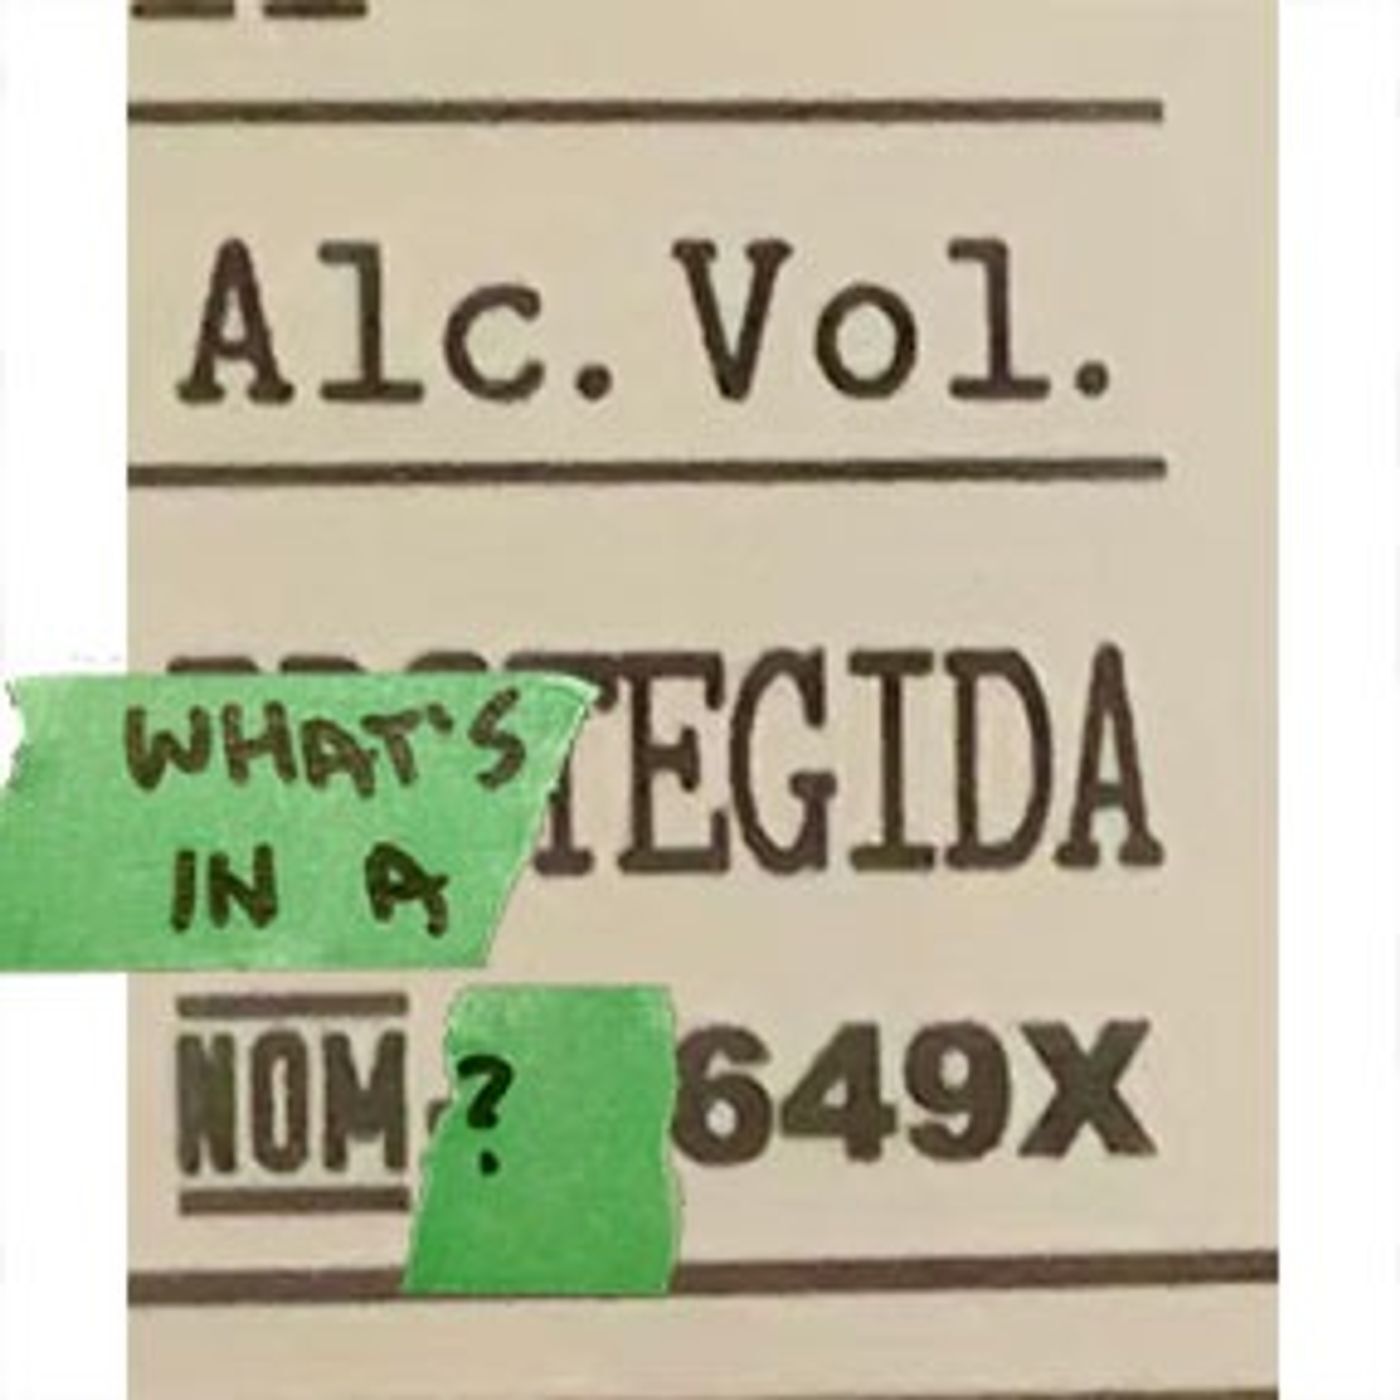 Alc. Vol.
TEGIDA
WHAT'S
IN A
NOM ? 649X